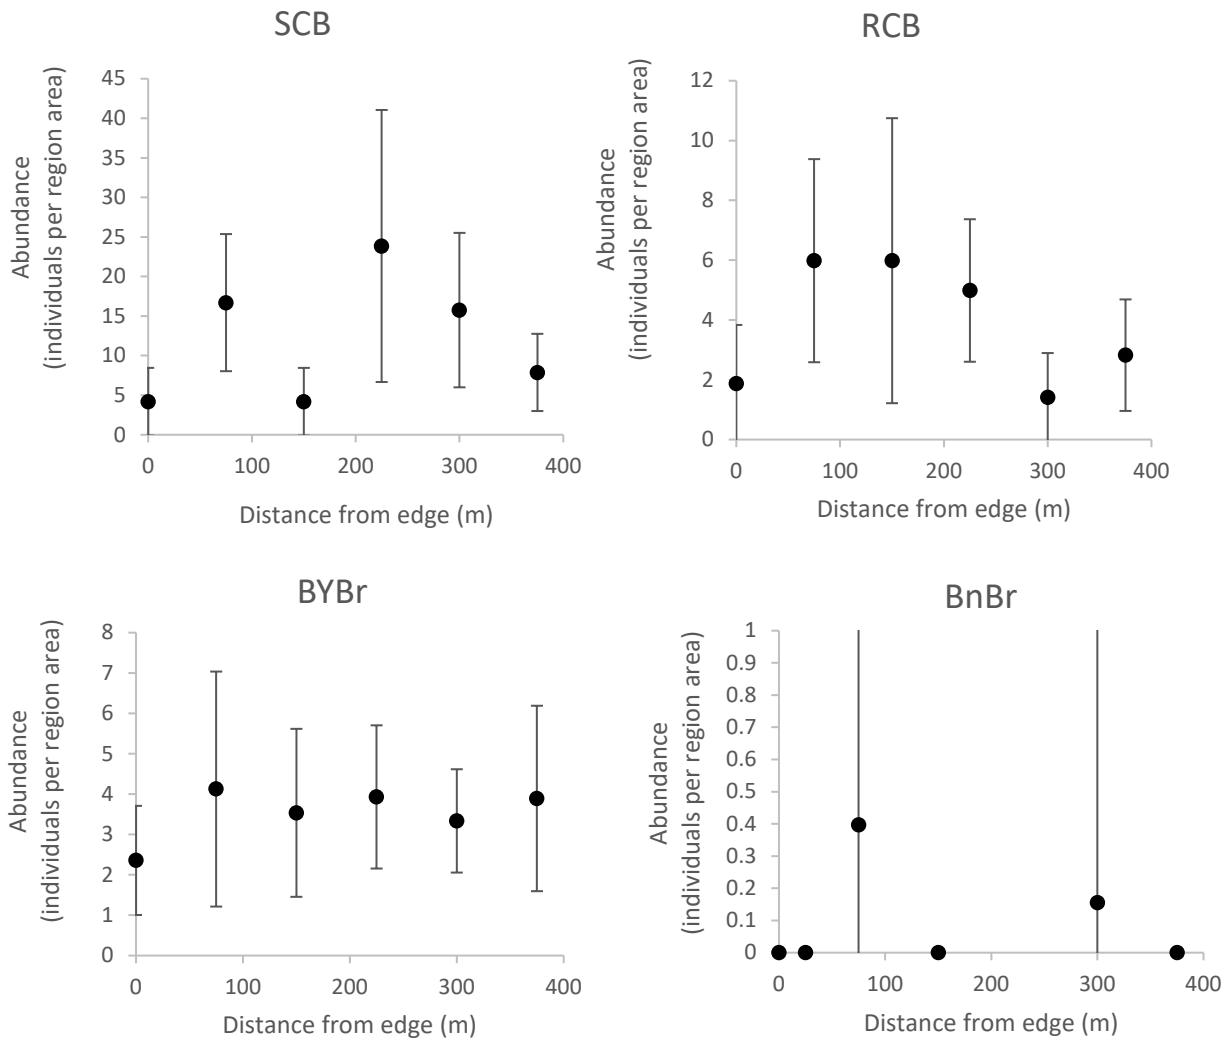 SCB
Abundance
(individuals per region area)
45
40
35
30
25
20
15
10
5
0
0 100 200 300 400
Distance from edge (m)
RCB
Abundance
(individuals per region area)
12
10
8
6
4
2
0
0 100 200 300 400
Distance from edge (m)
BYBr
Abundance
(individuals per region area)
8
7
6
5
4
3
2
1
0
0 100 200 300 400
Distance from edge (m)
BnBr
Abundance
(individuals per region area)
1
0.9
0.8
0.7
0.6
0.5
0.4
0.3
0.2
0.1
0
0 100 200 300 400
Distance from edge (m)